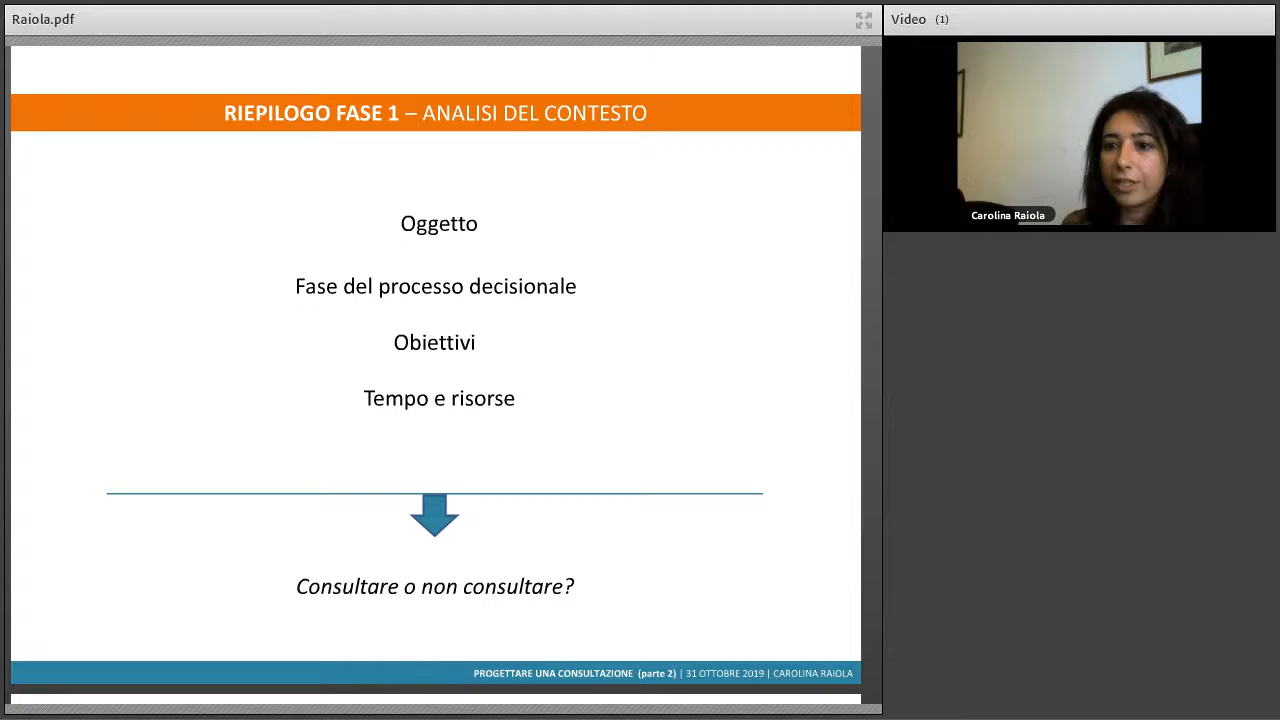 Raiola.pdf
Video (1)
RIEPILOGO FASE 1 – ANALISI DEL CONTESTO
Oggetto
Fase del processo decisionale
Obiettivi
Tempo e risorse
Consultare o non consultare?
PROGETTARE UNA CONSULTAZIONE (parte 2) | 31 OTTOBRE 2019 | CAROLINA RAIOLA
Carolina Raiola